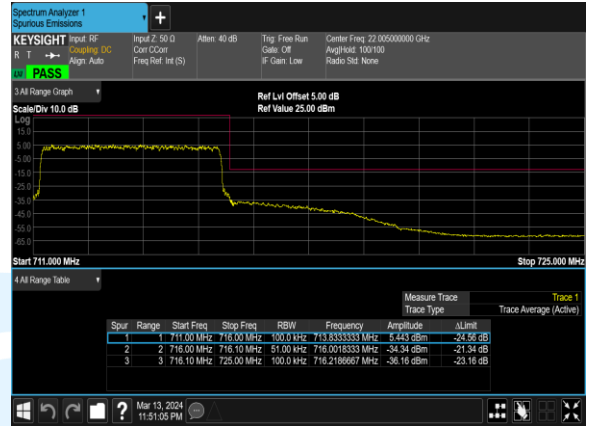 Spectrum Analyzer 1
Spurious Emissions
KEYSIGHT Input: RF Input Z: 50 Ω Atten: 40 dB Trig: Free Run Center Freq: 22.005000000 GHz
R T Coupling: DC Corr CCorr Gate: Off Avg|Hold: 100/100
Align: Auto Freq Ref: Int (S) IF Gain: Low Radio Std: None
PASS
3 All Range Graph
Ref Lvl Offset 5.00 dB
Scale/Div 10.0 dB Ref Value 25.00 dBm
Log
15.0
5.00
-5.00
-15.0
-25.0
-35.0
-45.0
-55.0
-65.0
Start 711.000 MHz Stop 725.000 MHz
4 All Range Table
Measure Trace Trace 1
Trace Type Trace Average (Active)
Spur Range Start Freq Stop Freq RBW Frequency Amplitude ΔLimit
1 1 711.00 MHz 716.00 MHz 100.0 kHz 713.8333333 MHz 5.443 dBm -24.56 dB
2 2 716.00 MHz 716.10 MHz 51.00 kHz 716.0018333 MHz -34.34 dBm -21.34 dB
3 3 716.10 MHz 725.00 MHz 100.0 kHz 716.2186667 MHz -36.16 dBm -23.16 dB
Mar 13, 2024
11:51:05 PM